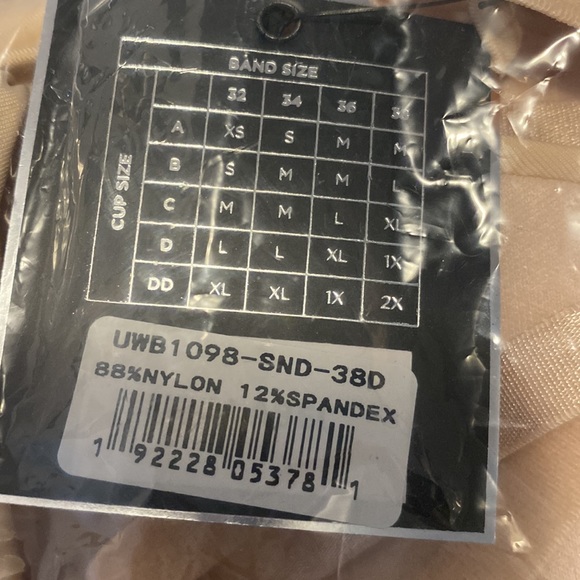 BAND SIZE
32 34 36
CUP SIZE
A XS S M M
B S M M L
C M M L XL
D L L XL 1X
DD XL XL 1X 2X
UWB1098-SND-38D
88%NYLON 12%SPANDEX
1 92228 05378 1